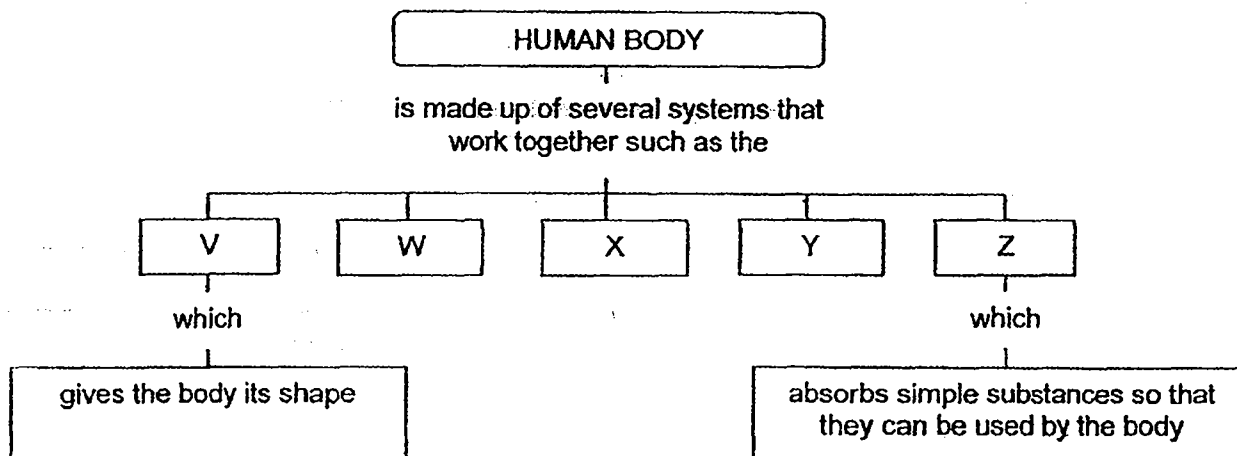 HUMAN BODY
is made up of several systems that
work together such as the
V
W
X
Y
Z
which
which
gives the body its shape
absorbs simple substances so that
they can be used by the body